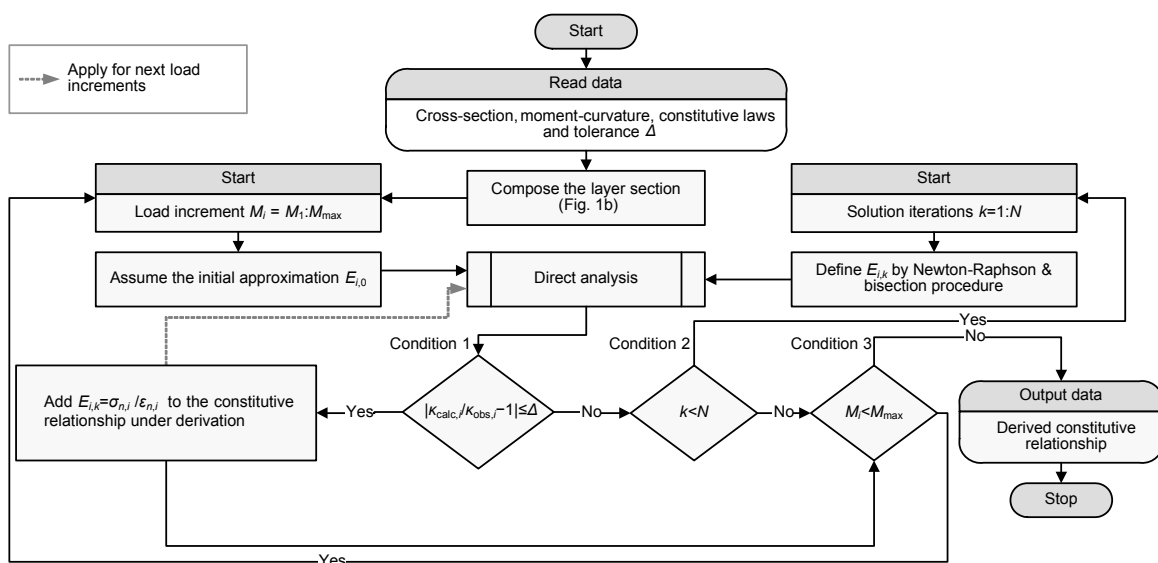 Start
Apply for next load
increments
Read data
Cross-section, moment-curvature, constitutive laws
and tolerance Δ
Start
Load increment Mi = M1:Mmax
Compose the layer section
(Fig. 1b)
Start
Solution iterations k=1:N
Assume the initial approximation Ei,0
Direct analysis
Define Ei,k by Newton-Raphson &
bisection procedure
Yes
Condition 1
Condition 2
Condition 3
No
Add Ei,k=σn,i /εn,i to the constitutive
relationship under derivation
Yes
|κcalc,i/κobs,i−1|≤Δ
No
k<N
No
Mi<Mmax
Output data
Derived constitutive
relationship
Stop
Yes